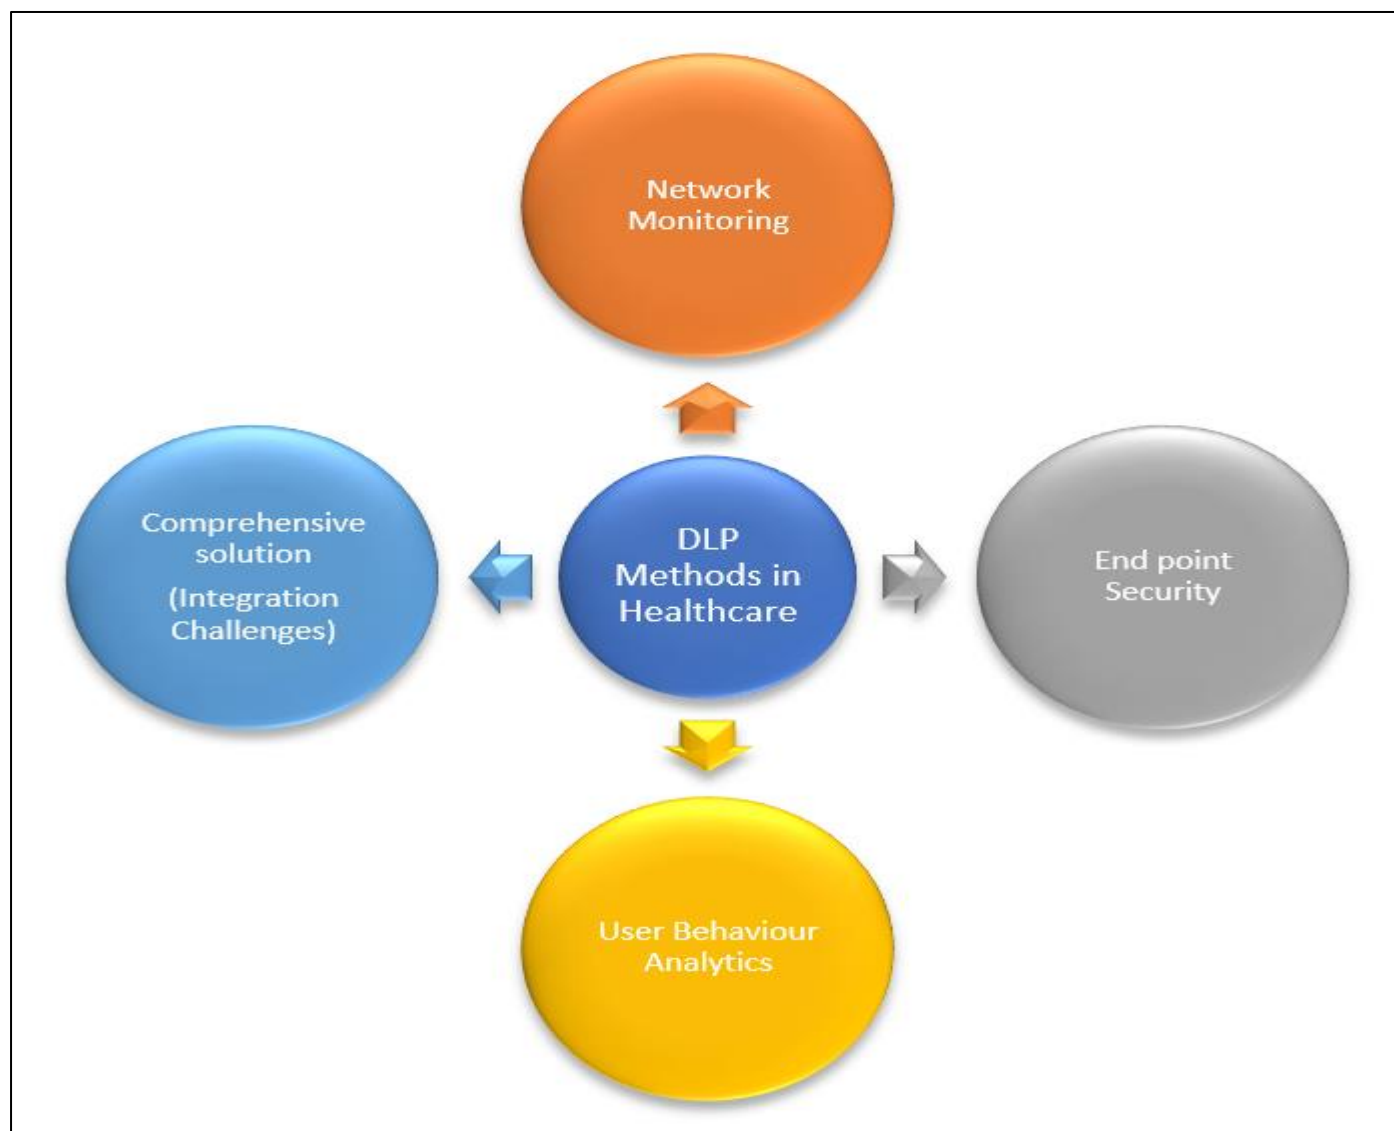 Network
Monitoring
Comprehensive
solution
(Integration
Challenges)
DLP
Methods in
Healthcare
End point
Security
User Behaviour
Analytics